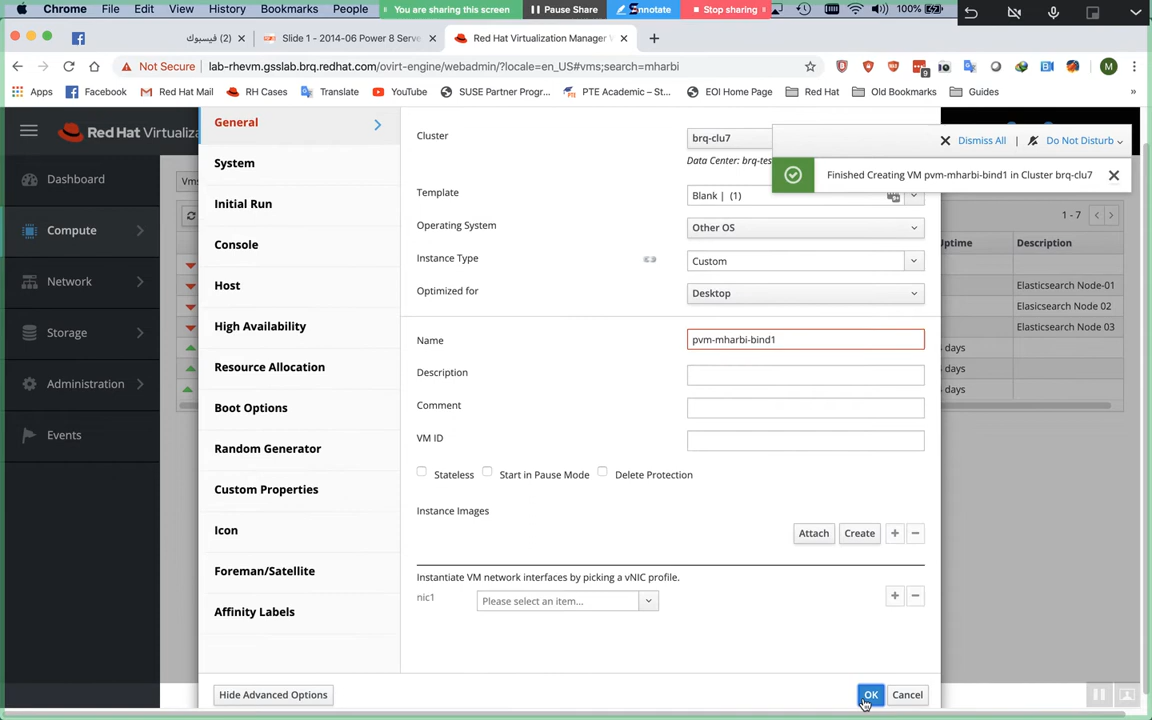 Chrome File Edit View History Bookmarks People You are sharing this screen Pause Share Annotate Stop sharing 100%
(2) فيسبوك Slide 1 - 2014-06 Power 8 Serve Red Hat Virtualization Manager
Not Secure lab-rhevm.gsslab.brq.redhat.com/ovirt-engine/webadmin/?locale=en_US#vms;search=mharbi 9 M
Apps Facebook Red Hat Mail RH Cases Translate YouTube SUSE Partner Progr... PTE Academic – St... EOI Home Page Red Hat Old Bookmarks Guides »
Red Hat Virtualiza
General
Cluster
brq-clu7
Dismiss All Do Not Disturb
Data Center: brq-tes
Finished Creating VM pvm-mharbi-bind1 in Cluster brq-clu7
Dashboard
System
Vms
Template
Blank | (1)
Compute
Initial Run
Operating System
Other OS
1 - 7
Console
ptime
Description
Instance Type
Custom
Network
Host
Elasticsearch Node-01
Optimized for
Desktop
Elasticsearch Node 02
Storage
High Availability
Elasticsearch Node 03
Name
pvm-mharbi-bind1
days
Resource Allocation
Description
days
Administration
days
Boot Options
Comment
Events
Random Generator
VM ID
Stateless Start in Pause Mode Delete Protection
Custom Properties
Instance Images
Icon
Attach Create
Foreman/Satellite
Instantiate VM network interfaces by picking a vNIC profile.
nic1
Please select an item...
Affinity Labels
Hide Advanced Options
OK Cancel